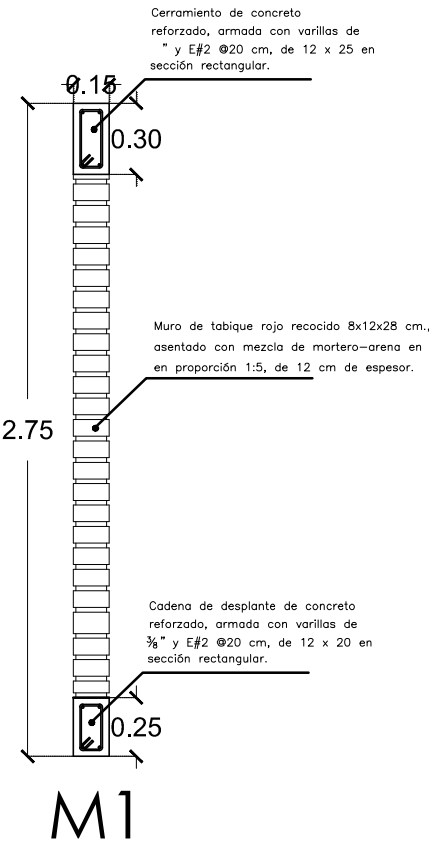 Cerramiento de concreto
reforzado, armada con varillas de
" y E#2 @20 cm, de 12 x 25 en
sección rectangular.
0.15
0.30
Muro de tabique rojo recocido 8x12x28 cm.,
asentado con mezcla de mortero-arena en
en proporción 1:5, de 12 cm de espesor.
2.75
Cadena de desplante de concreto
reforzado, armada con varillas de
⅜" y E#2 @20 cm, de 12 x 20 en
sección rectangular.
0.25
M1